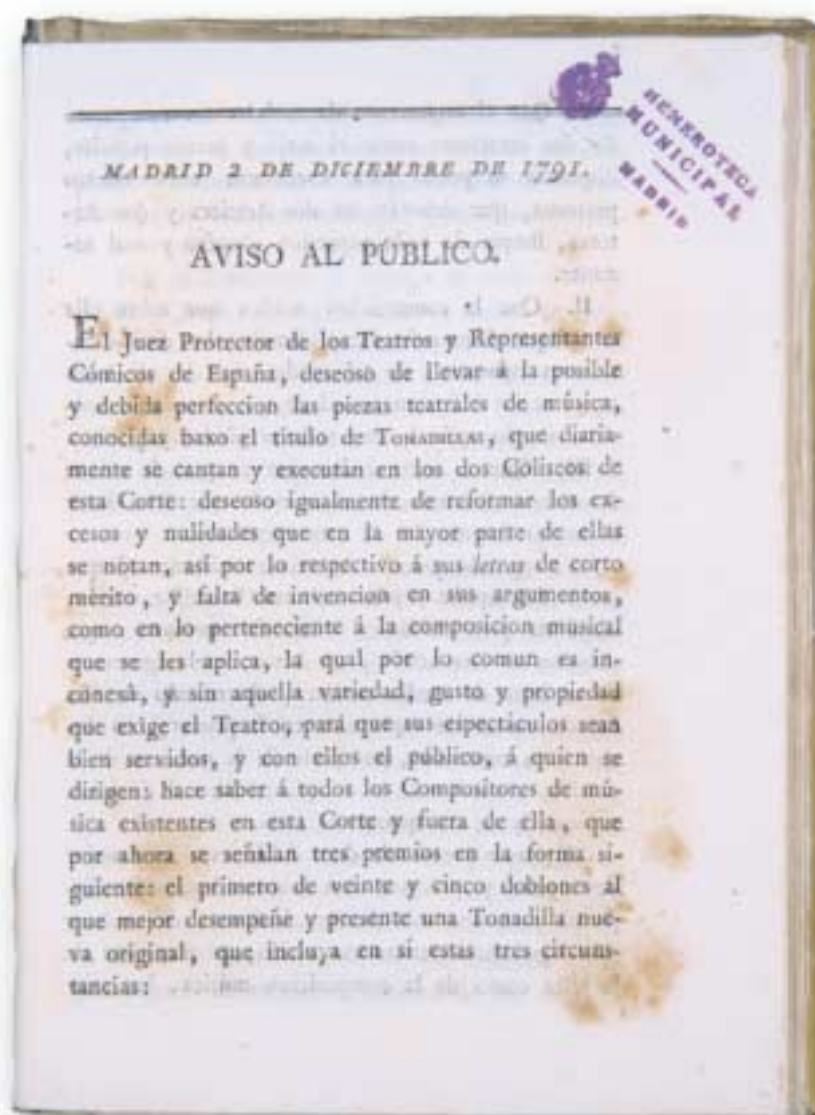 HEMEROTECA
MUNICIPAL
MADRID
MADRID 2 DE DICIEMBRE DE 1791.
AVISO AL PÚBLICO.
El Juez Protector de los Teatros y Representantes
Cómicos de España, deseoso de llevar á la posible
y debida perfeccion las piezas teatrales de música,
conocidas baxo el título de TONADILLAS, que diaria-
mente se cantan y executan en los dos Coliseos de
esta Corte: deseoso igualmente de reformar los ex-
cesos y nulidades que en la mayor parte de ellas
se notan, así por lo respectivo á sus letras de corto
mérito, y falta de invencion en sus argumentos,
como en lo perteneciente á la composicion musical
que se les aplica, la qual por lo comun es in-
conexâ, y sin aquella variedad, gusto y propiedad
que exige el Teatro, para que sus espectáculos sean
bien servidos, y con ellos el público, á quien se
dirigen: hace saber á todos los Compositores de mú-
sica existentes en esta Corte y fuera de ella, que
por ahora se señalan tres premios en la forma si-
guiente: el primero de veinte y cinco doblones al
que mejor desempeñe y presente una Tonadilla nue-
va original, que incluya en sí estas tres circuns-
tancias: